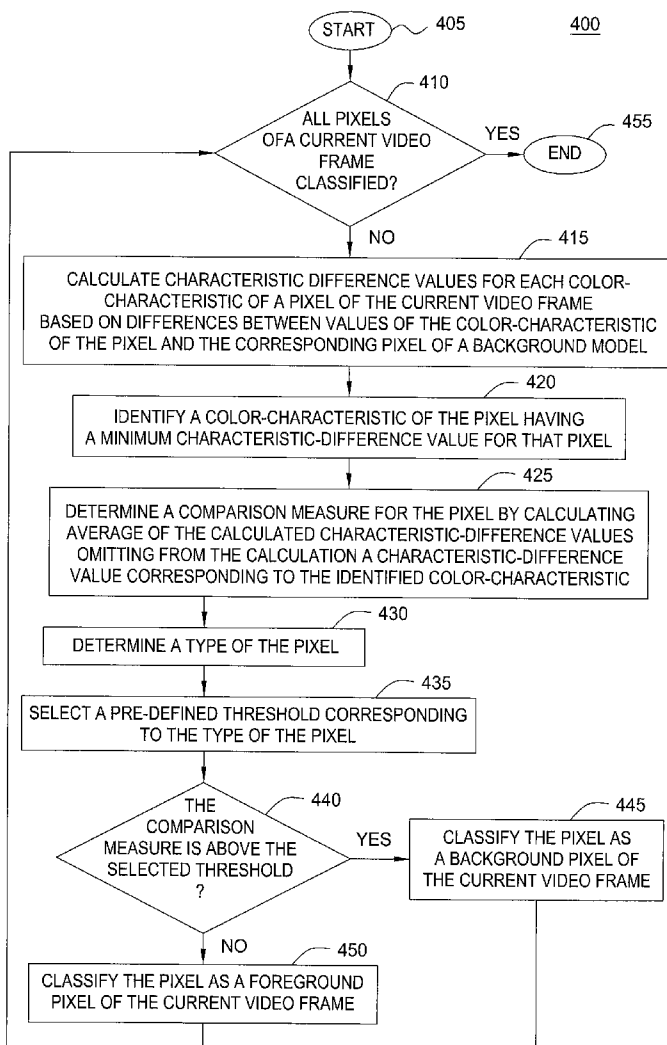 START
405
400
410
ALL PIXELS
OFA CURRENT VIDEO
FRAME
CLASSIFIED?
YES
455
END
NO
415
CALCULATE CHARACTERISTIC DIFFERENCE VALUES FOR EACH COLOR-
CHARACTERISTIC OF A PIXEL OF THE CURRENT VIDEO FRAME
BASED ON DIFFERENCES BETWEEN VALUES OF THE COLOR-CHARACTERISTIC
OF THE PIXEL AND THE CORRESPONDING PIXEL OF A BACKGROUND MODEL
420
IDENTIFY A COLOR-CHARACTERISTIC OF THE PIXEL HAVING
A MINIMUM CHARACTERISTIC-DIFFERENCE VALUE FOR THAT PIXEL
425
DETERMINE A COMPARISON MEASURE FOR THE PIXEL BY CALCULATING
AVERAGE OF THE CALCULATED CHARACTERISTIC-DIFFERENCE VALUES
OMITTING FROM THE CALCULATION A CHARACTERISTIC-DIFFERENCE
VALUE CORRESPONDING TO THE IDENTIFIED COLOR-CHARACTERISTIC
430
DETERMINE A TYPE OF THE PIXEL
435
SELECT A PRE-DEFINED THRESHOLD CORRESPONDING
TO THE TYPE OF THE PIXEL
440
THE
COMPARISON
MEASURE IS ABOVE THE
SELECTED THRESHOLD
?
YES
445
CLASSIFY THE PIXEL AS
A BACKGROUND PIXEL OF
THE CURRENT VIDEO FRAME
NO
450
CLASSIFY THE PIXEL AS A FOREGROUND
PIXEL OF THE CURRENT VIDEO FRAME